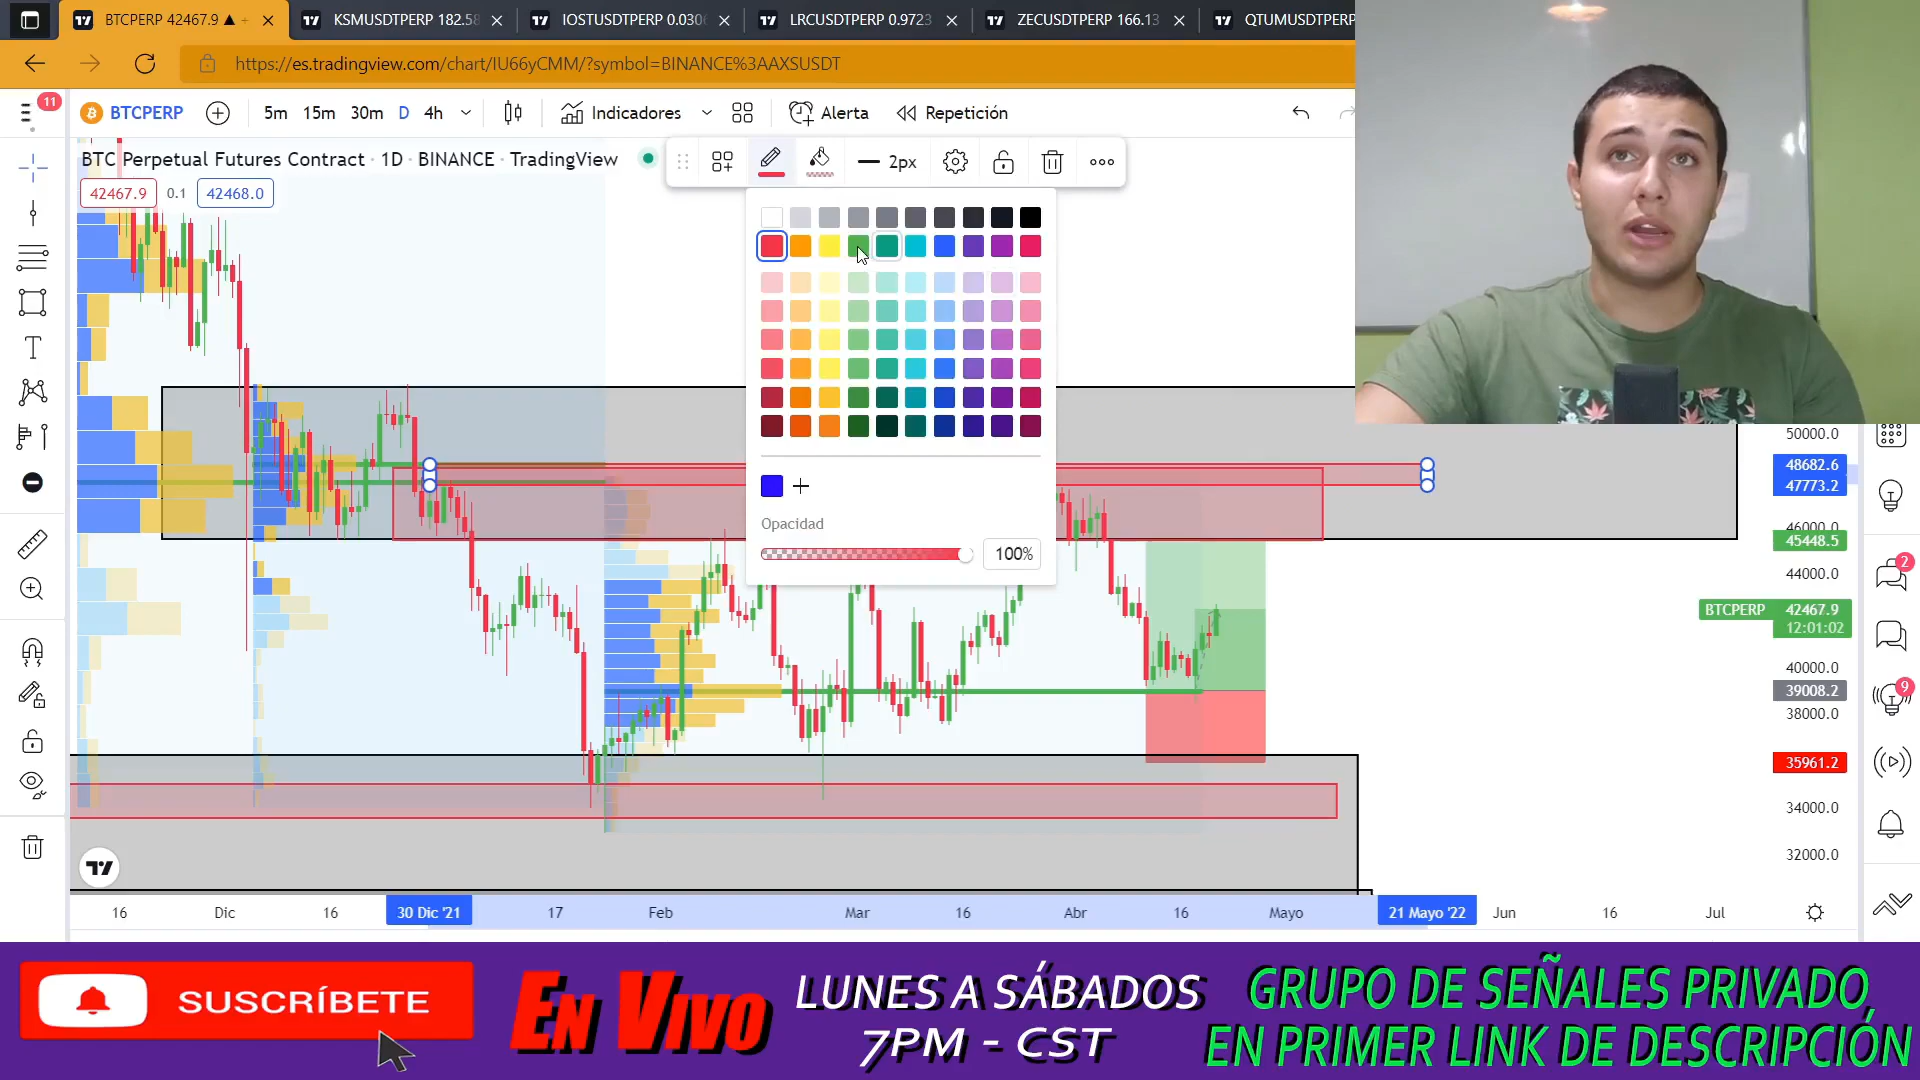 BTCPERP 42467.9 ▲
KSMUSDTPERP 182.58
IOSTUSDTPERP 0.0306
LRCUSDTPERP 0.9723
ZECUSDTPERP 166.13
QTUMUSDTPERP
https://es.tradingview.com/chart/IU66yCMM/?symbol=BINANCE%3AAXSUSDT
11
BTCPERP
5m 15m 30m D 4h
Indicadores
Alerta
Repetición
BTC Perpetual Futures Contract · 1D · BINANCE · TradingView
2px
42467.9 0.1 42468.0
T
Opacidad
100%
50000.0
48682.6
47773.2
46000.0
45448.5
44000.0
BTCPERP 42467.9
12:01:02
40000.0
39008.2
38000.0
35961.2
34000.0
32000.0
2
9
16 Dic 16 30 Dic '21 17 Feb Mar 16 Abr 16 Mayo 21 Mayo '22 Jun 16 Jul
SUSCRÍBETE
EN VIVO
LUNES A SÁBADOS
7PM - CST
GRUPO DE SEÑALES PRIVADO
EN PRIMER LINK DE DESCRIPCIÓN